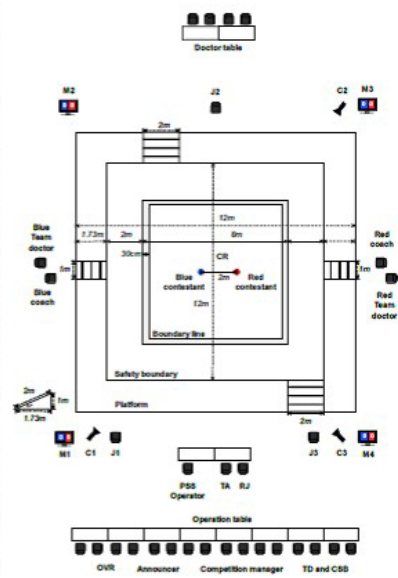 Doctor table
M2
J2
C2
M3
2m
12m
1.73m
2m
8m
30cm
Blue
Team
doctor
Blue
coach
1m
CR
Blue
contestant
2m
Red
contestant
12m
Red
coach
1m
Red
Team
doctor
Boundary line
Safety boundary
2m
1m
1.73m
Platform
2m
M1
C1
J1
J3
C3
M4
PSS
Operator
TA
RJ
Operation table
OVR
Announcer
Competition manager
TD and CSB